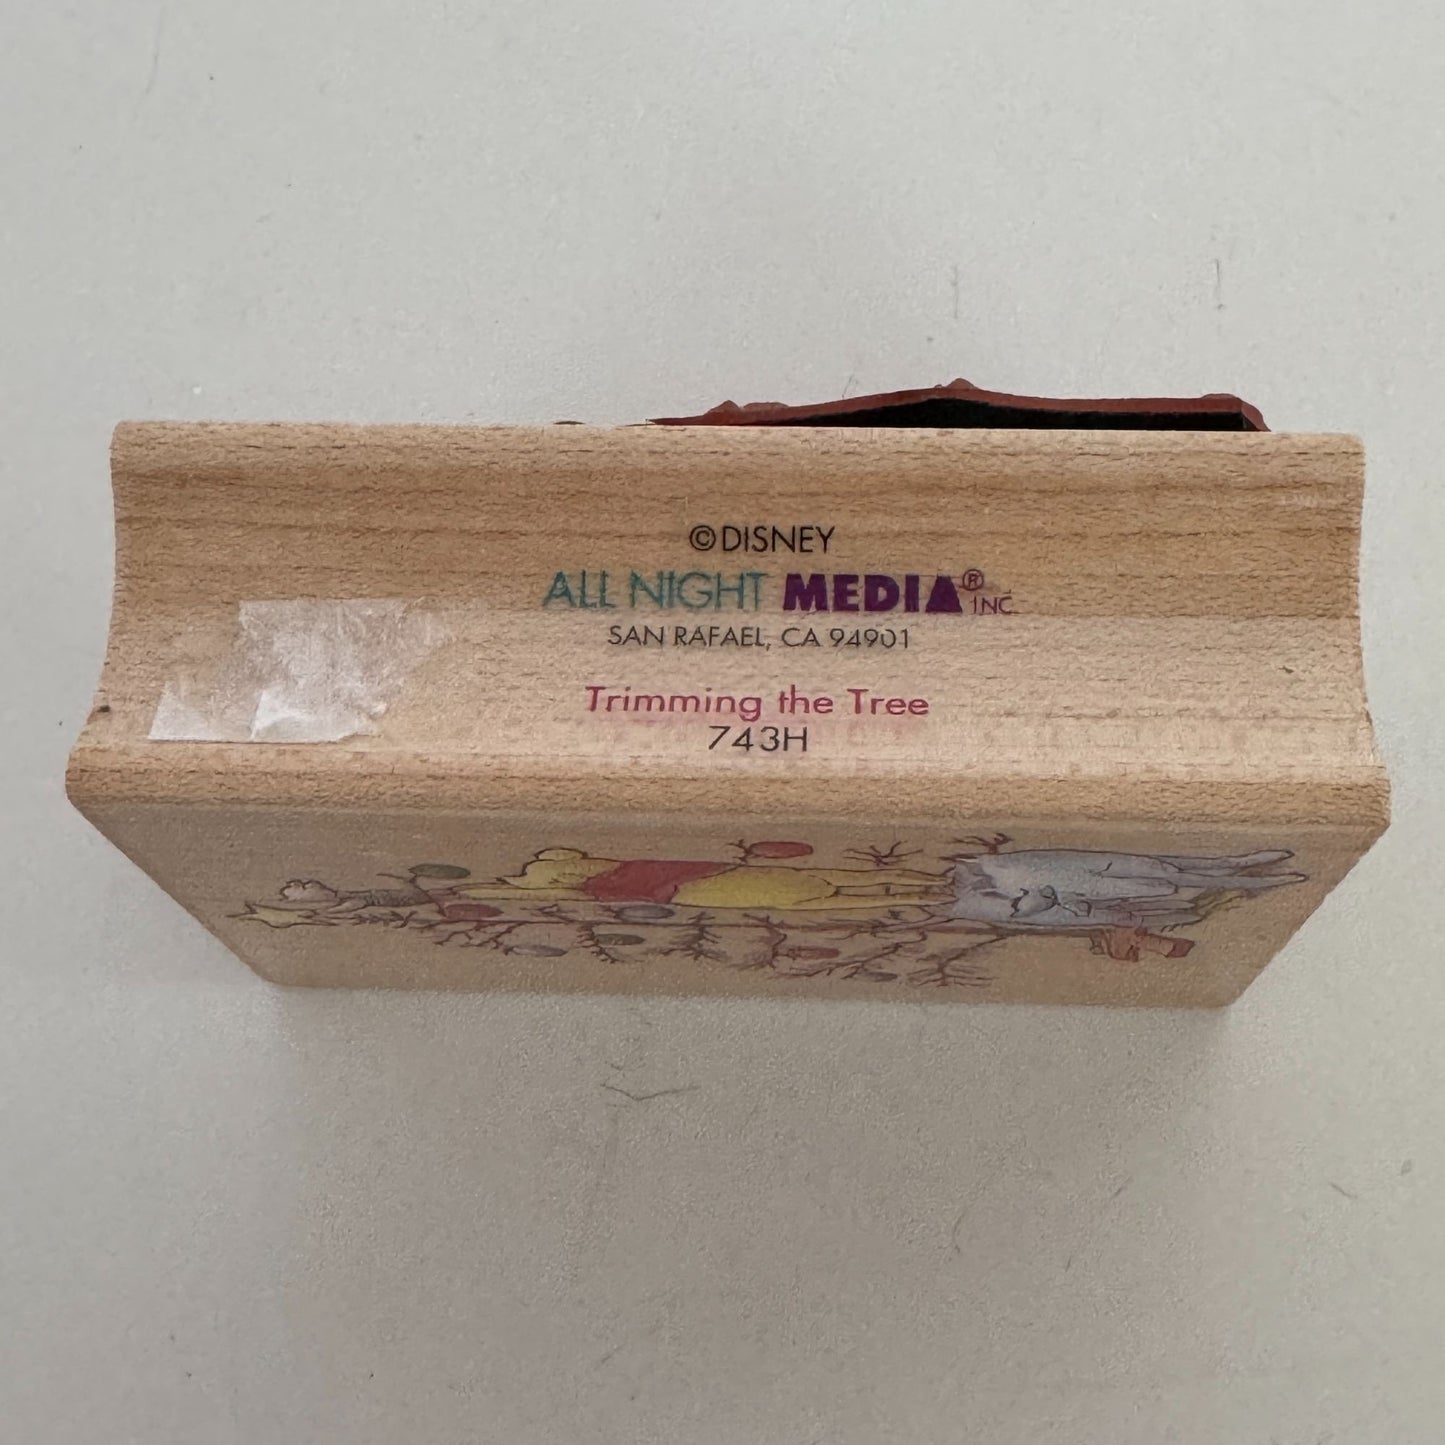 ©DISNEY
ALL NIGHT MEDIA® INC.
SAN RAFAEL, CA 94901
Trimming the Tree
743H